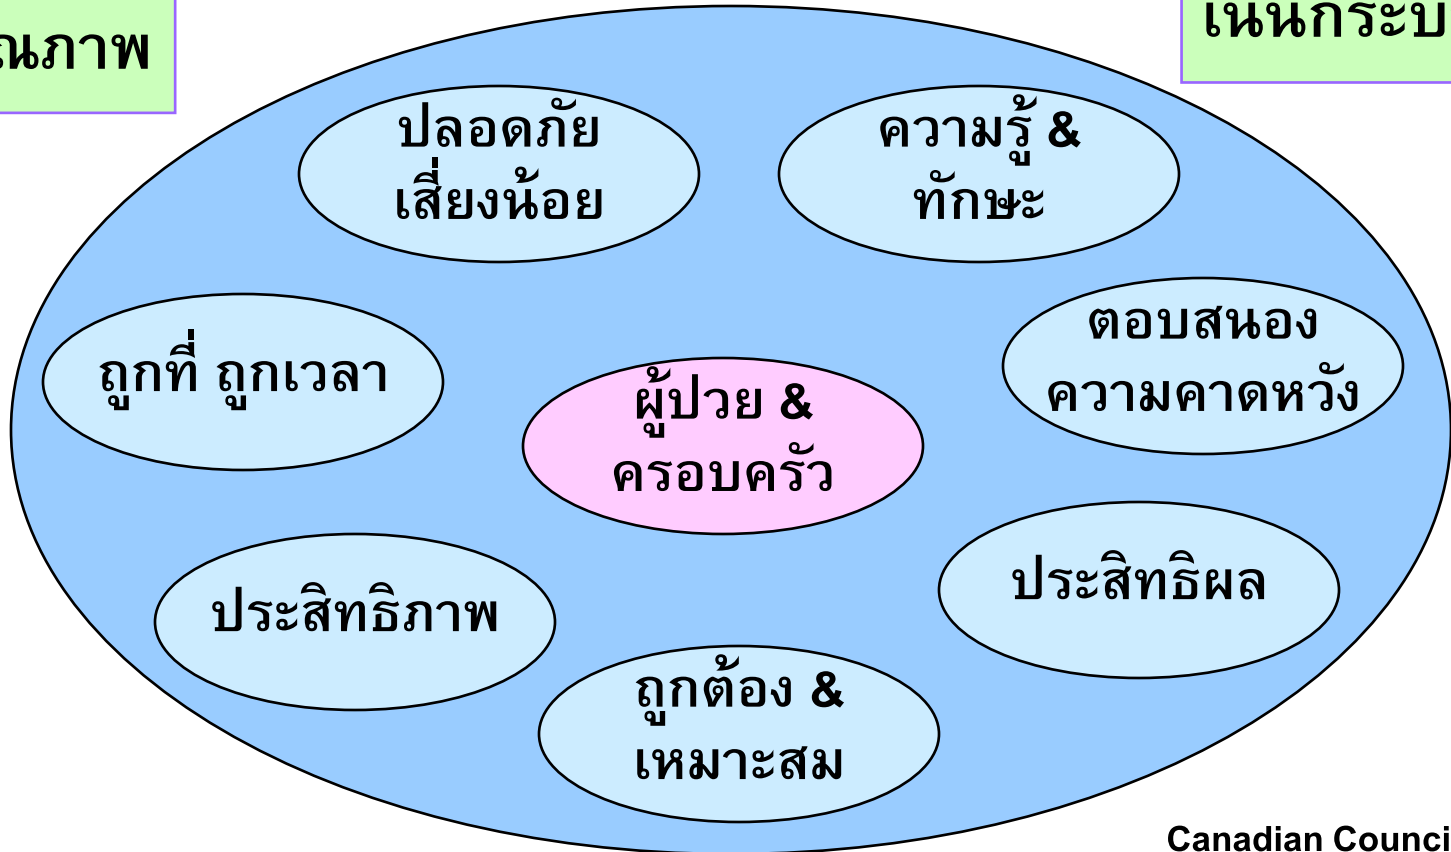 เน้นกระบ
ณภาพ
ปลอดภัย
เสี่ยงน้อย
ความรู้ &
ทักษะ
ถูกที่ ถูกเวลา
ตอบสนอง
ความคาดหวัง
ผู้ป่วย &
ครอบครัว
ประสิทธิภาพ
ประสิทธิผล
ถูกต้อง &
เหมาะสม
Canadian Counci